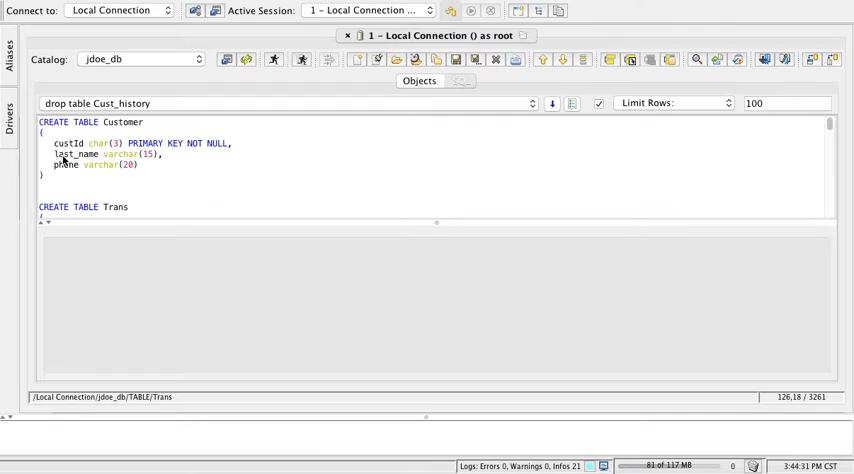 Connect to: Local Connection Active Session: 1 – Local Connection ...
Aliases
Drivers
× 1 – Local Connection () as root
Catalog: jdoe_db
Objects SQL
drop table Cust_history Limit Rows: 100
CREATE TABLE Customer
(
custId char(3) PRIMARY KEY NOT NULL,
last_name varchar(15),
phone varchar(20)
)
CREATE TABLE Trans
(
/Local Connection/jdoe_db/TABLE/Trans 126,18 / 3261
Logs: Errors 0, Warnings 0, Infos 21 81 of 117 MB 0 3:44:31 PM CST